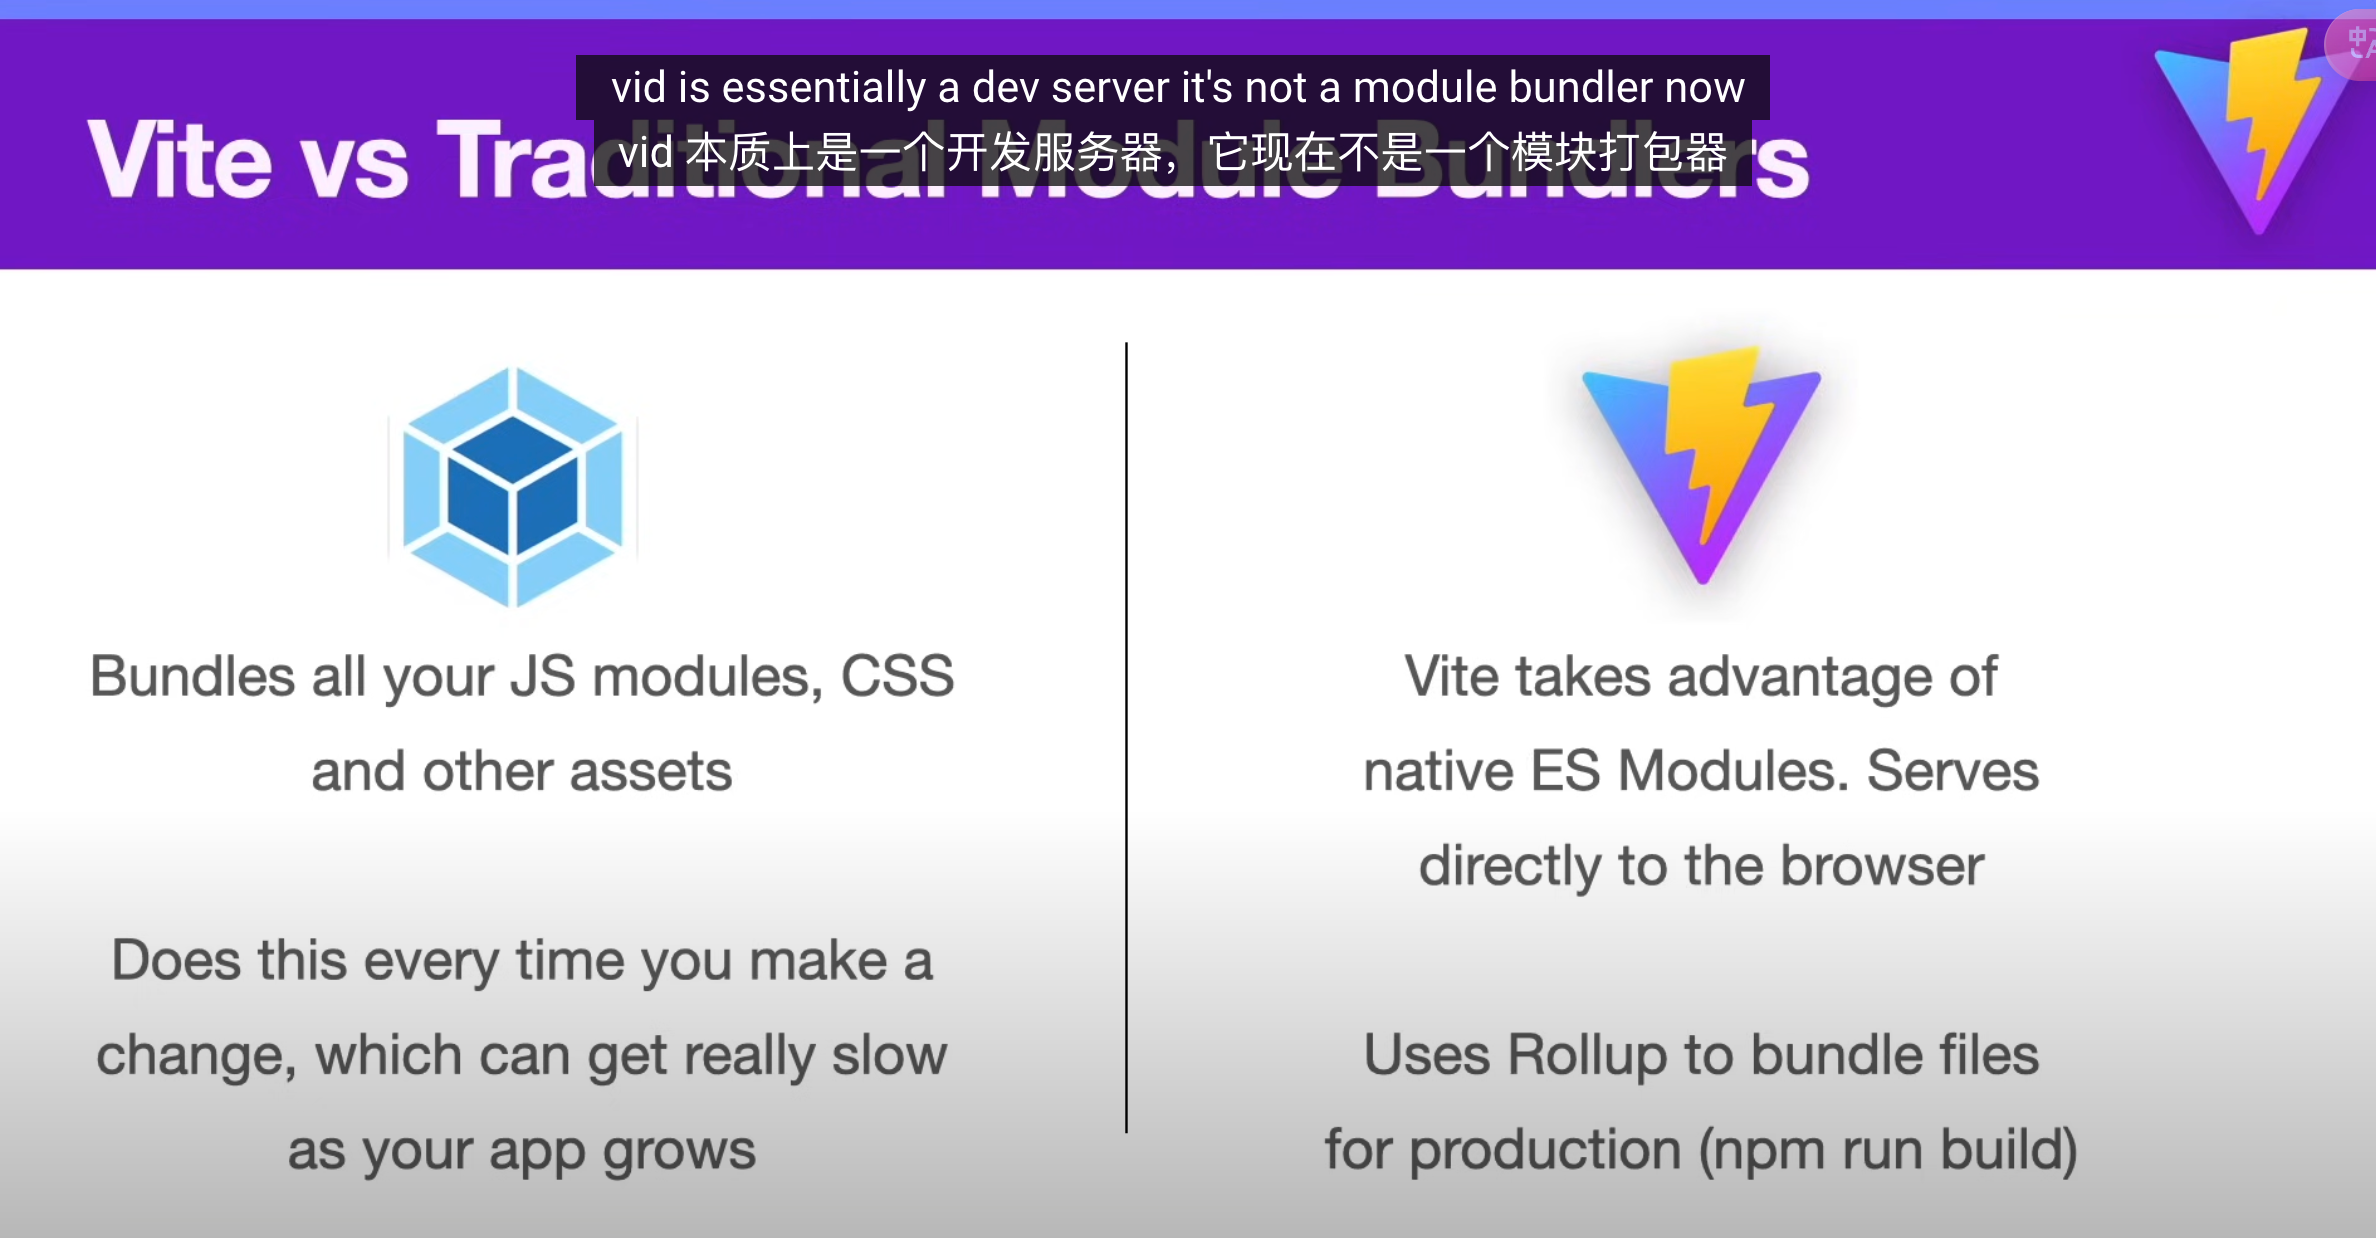 vid is essentially a dev server it's not a module bundler now
vid 本质上是一个开发服务器，它现在不是一个模块打包器
Vite vs Traditional Module Bundlers
Bundles all your JS modules, CSS
and other assets
Does this every time you make a
change, which can get really slow
as your app grows
Vite takes advantage of
native ES Modules. Serves
directly to the browser
Uses Rollup to bundle files
for production (npm run build)